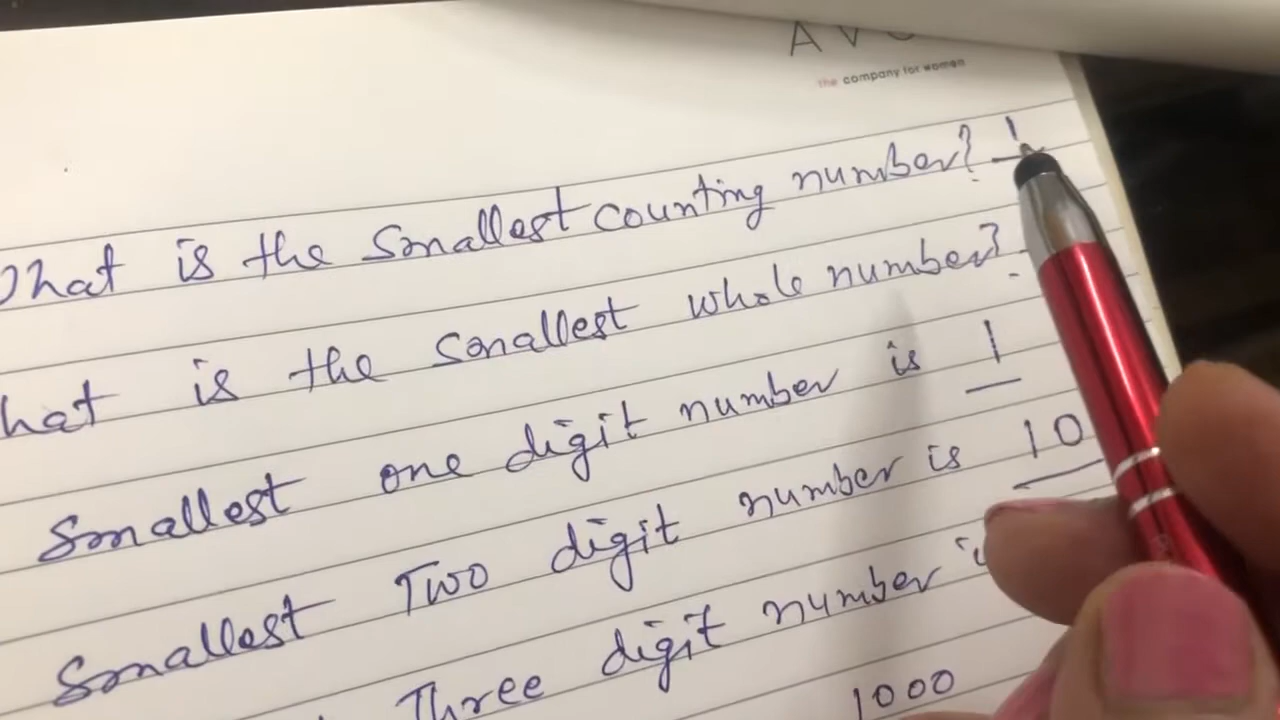 AVO
the company for women
What is the smallest counting number? 1
hat is the smallest whole number?
Smallest one digit number is 1
Smallest Two digit number is 10
Three digit number i
1000